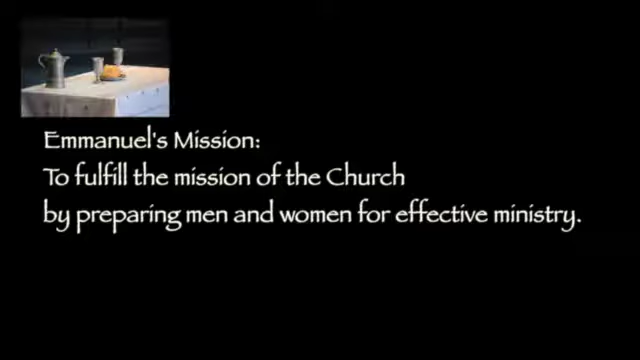 Emmanuel's Mission:
To fulfill the mission of the Church
by preparing men and women for effective ministry.